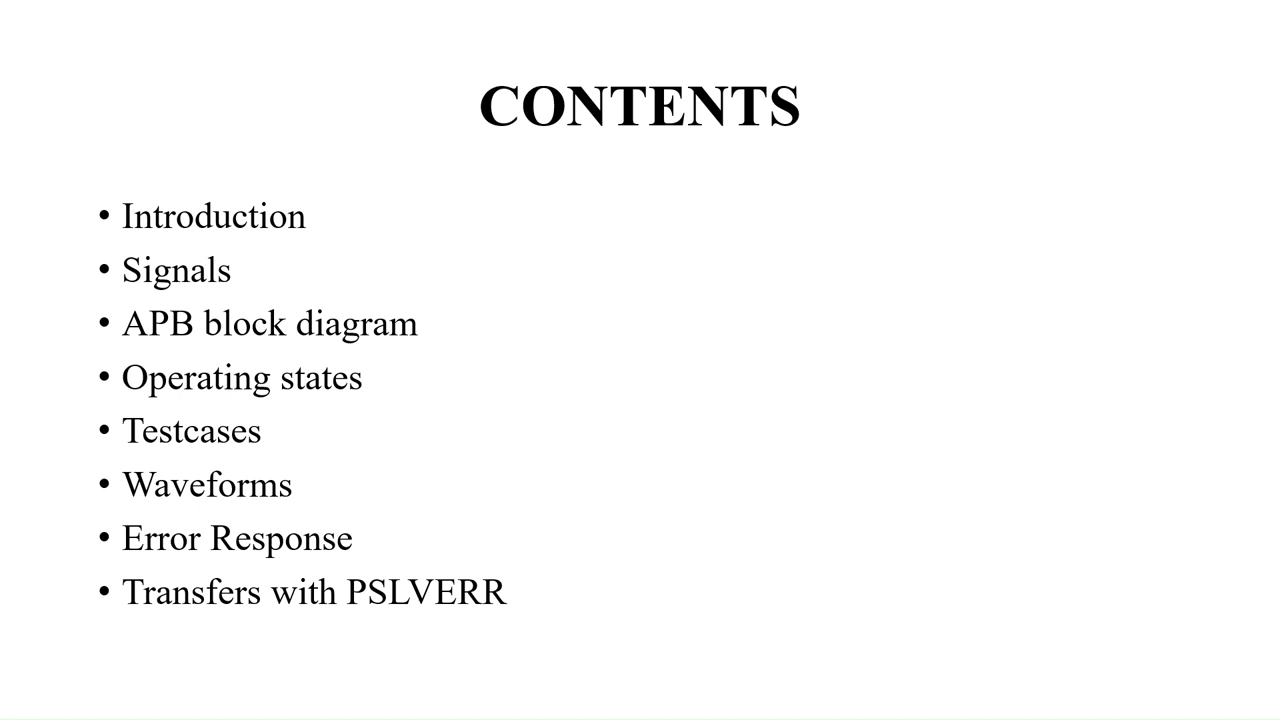 CONTENTS
• Introduction
• Signals
• APB block diagram
• Operating states
• Testcases
• Waveforms
• Error Response
• Transfers with PSLVERR